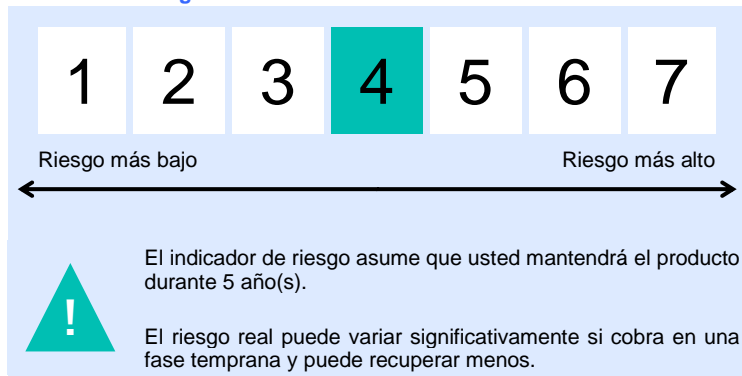 1 2 3 4 5 6 7
Riesgo más bajo Riesgo más alto
El indicador de riesgo asume que usted mantendrá el producto
durante 5 año(s).
!
El riesgo real puede variar significativamente si cobra en una
fase temprana y puede recuperar menos.